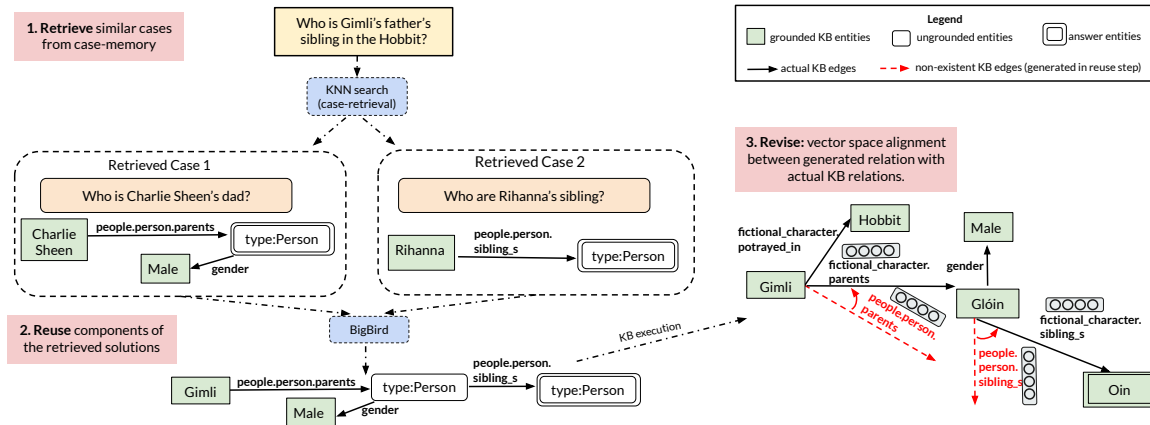 1. Retrieve similar cases
from case-memory
Who is Gimli's father's
sibling in the Hobbit?
KNN search
(case-retrieval)
Legend
grounded KB entities
ungrounded entities
answer entities
actual KB edges
non-existent KB edges (generated in reuse step)
Retrieved Case 1
Who is Charlie Sheen's dad?
Charlie
Sheen
people.person.parents
type:Person
Male
gender
Retrieved Case 2
Who are Rihanna's sibling?
Rihanna
people.person.
sibling_s
type:Person
2. Reuse components of
the retrieved solutions
BigBird
Gimli
people.person.parents
type:Person
Male
gender
people.person.
sibling_s
type:Person
KB execution
3. Revise: vector space alignment
between generated relation with
actual KB relations.
Hobbit
fictional_character.
potrayed_in
Male
gender
fictional_character.
parents
Gimli
people.person.
parents
Glóin
fictional_character.
sibling_s
people.
person.
sibling_s
Oin